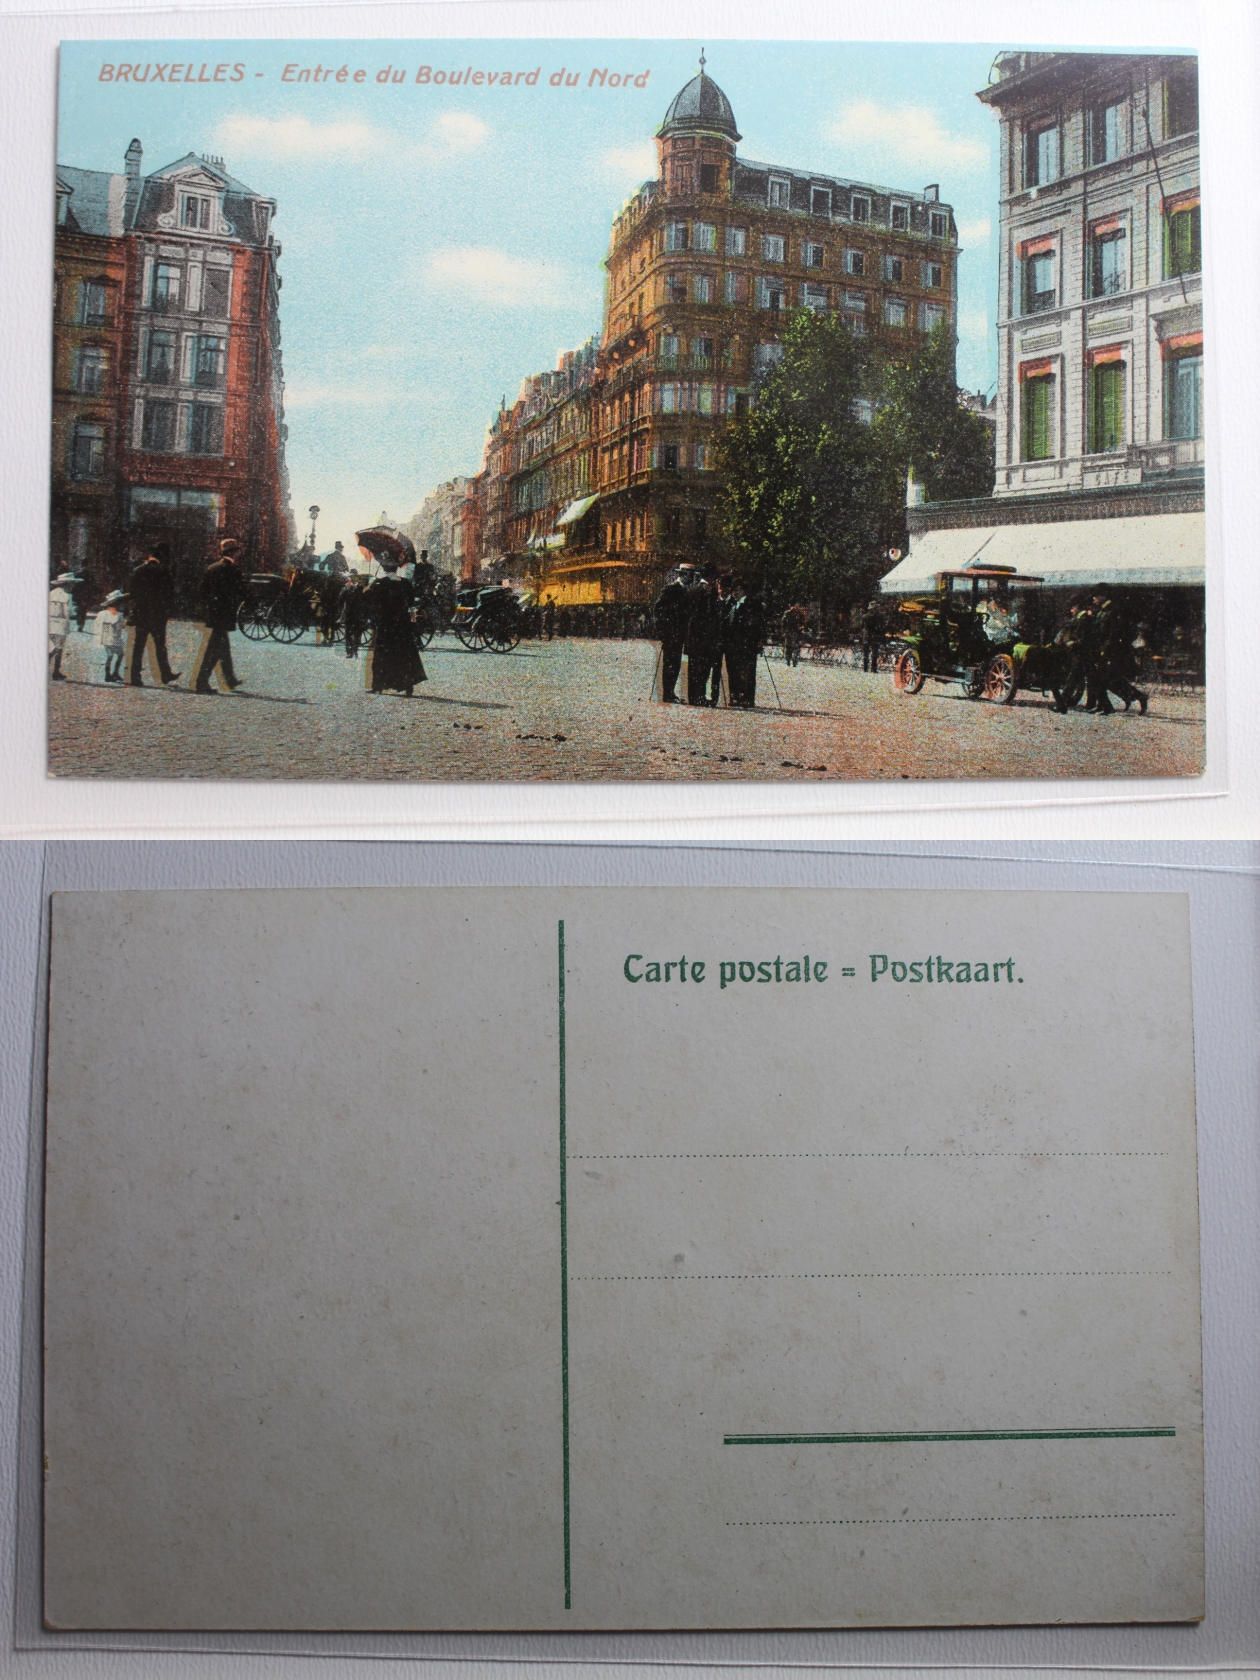 BRUXELLES - Entrée du Boulevard du Nord
Carte postale = Postkaart.